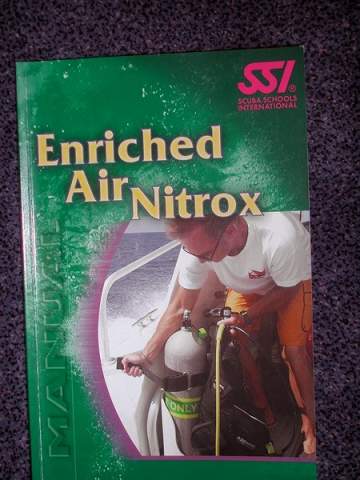 SSI®
SCUBA SCHOOLS
INTERNATIONAL
Enriched
Air
Nitrox
MANUAL
ONLY